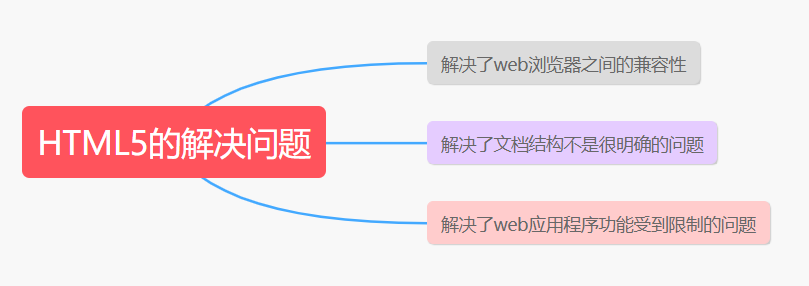 解决了web浏览器之间的兼容性
HTML5的解决问题
解决了文档结构不是很明确的问题
解决了web应用程序功能受到限制的问题